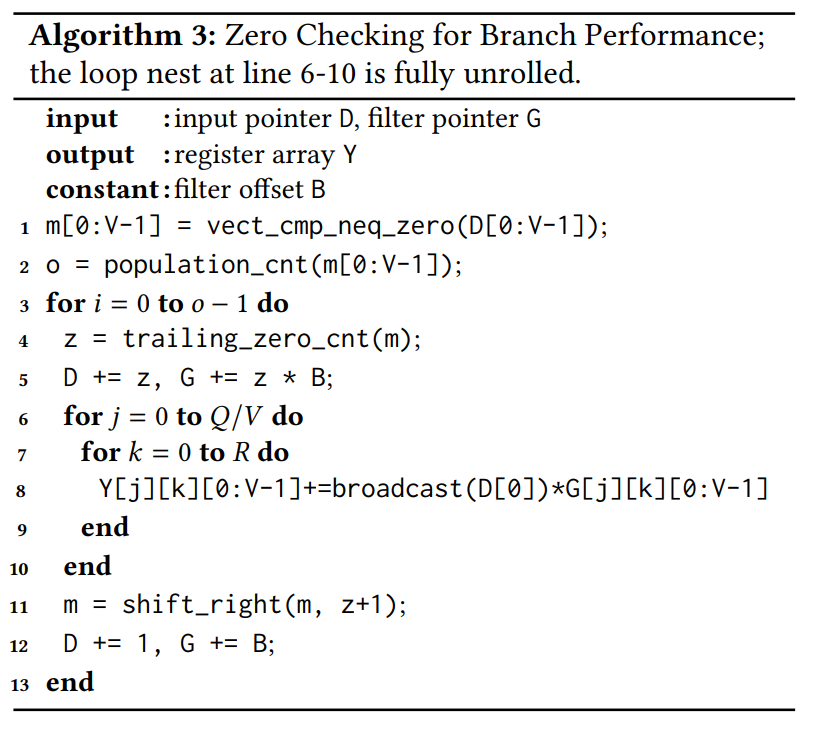 Algorithm 3: Zero Checking for Branch Performance;
the loop nest at line 6-10 is fully unrolled.
input :input pointer D, filter pointer G
output :register array Y
constant:filter offset B
1 m[0:V-1] = vect_cmp_neq_zero(D[0:V-1]);
2 o = population_cnt(m[0:V-1]);
3 for i = 0 to o − 1 do
4 z = trailing_zero_cnt(m);
5 D += z, G += z * B;
6 for j = 0 to Q/V do
7 for k = 0 to R do
8 Y[j][k][0:V-1]+=broadcast(D[0])*G[j][k][0:V-1]
9 end
10 end
11 m = shift_right(m, z+1);
12 D += 1, G += B;
13 end